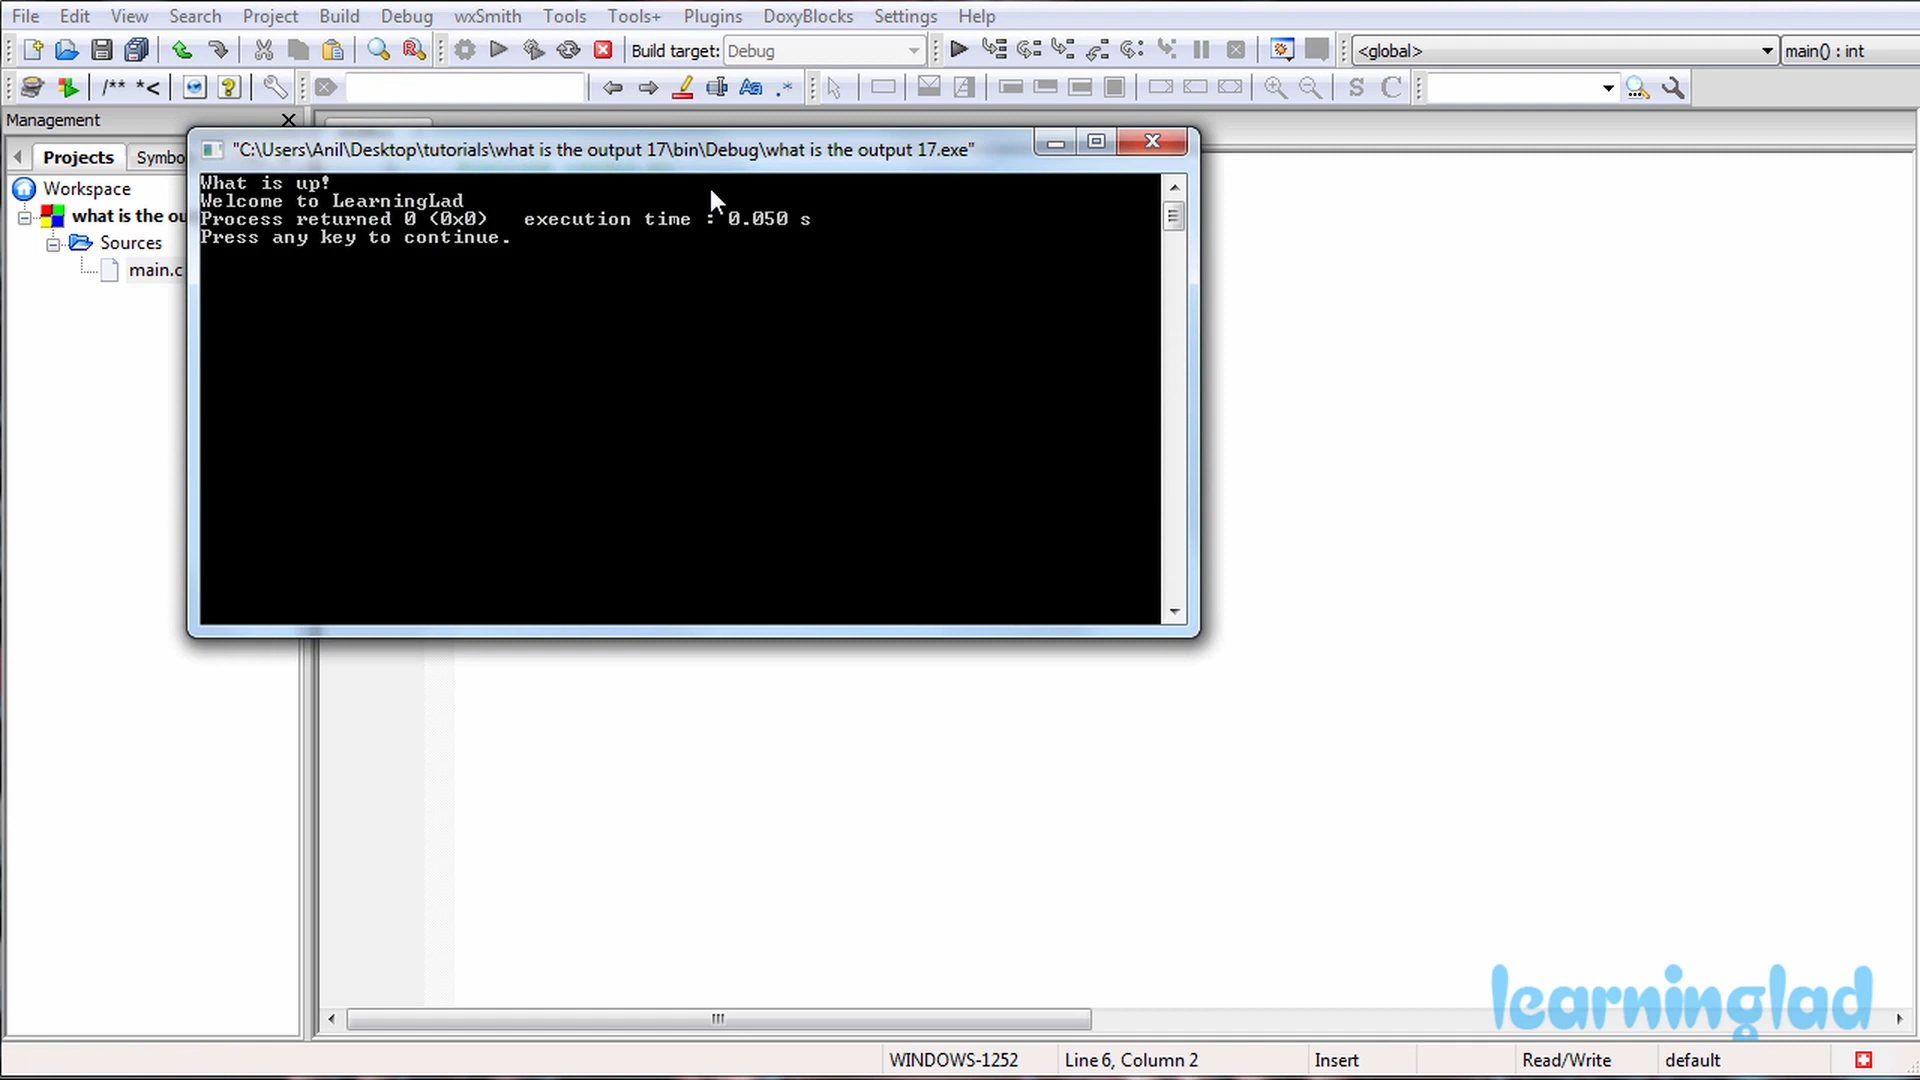 File Edit View Search Project Build Debug wxSmith Tools Tools+ Plugins DoxyBlocks Settings Help
Build target: Debug <global> main() : int
/** *< Aa .* S C
Management
Projects Symbo
Workspace
what is the ou
Sources
main.c
"C:\Users\Anil\Desktop\tutorials\what is the output 17\bin\Debug\what is the output 17.exe"
What is up!
Welcome to LearningLad
Process returned 0 (0x0) execution time : 0.050 s
Press any key to continue.
learninglad
WINDOWS-1252 Line 6, Column 2 Insert Read/Write default